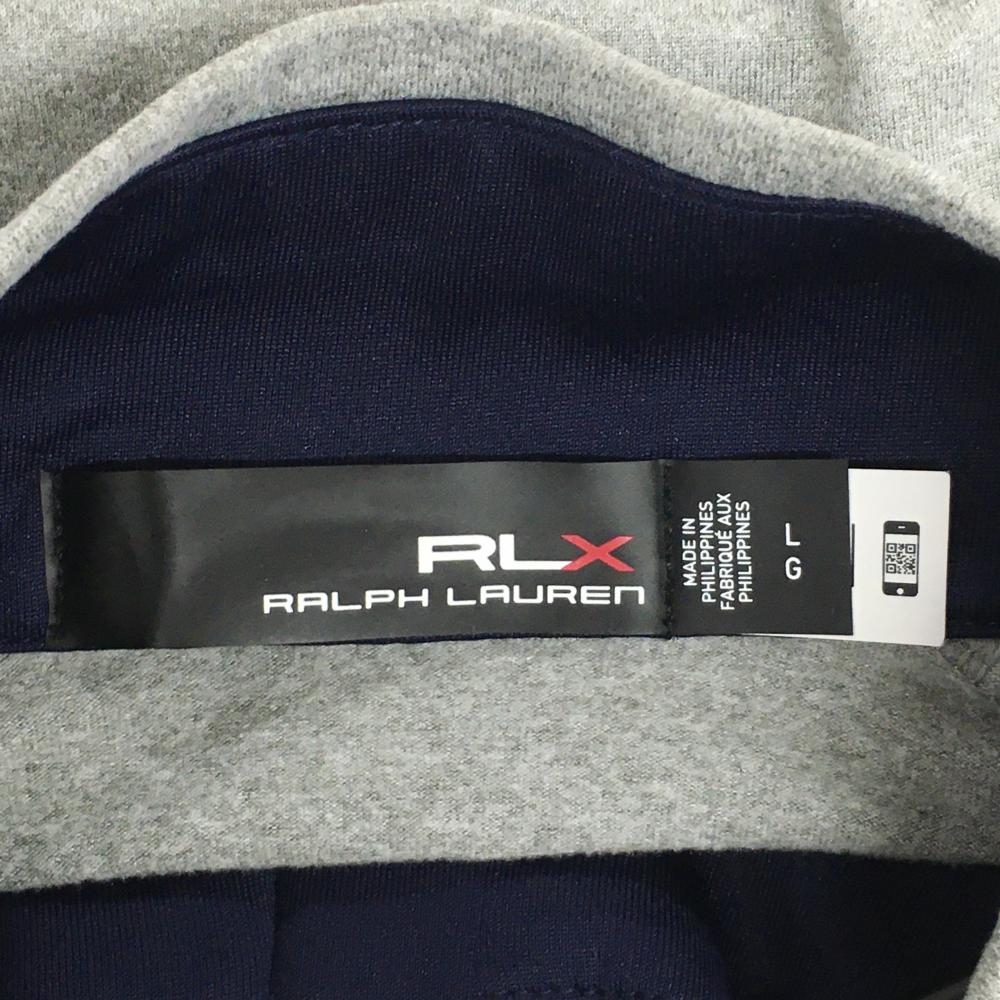 RLX
RALPH LAUREN
MADE IN
PHILIPPINES
FABRIQUÉ AUX
PHILIPPINES
L
G